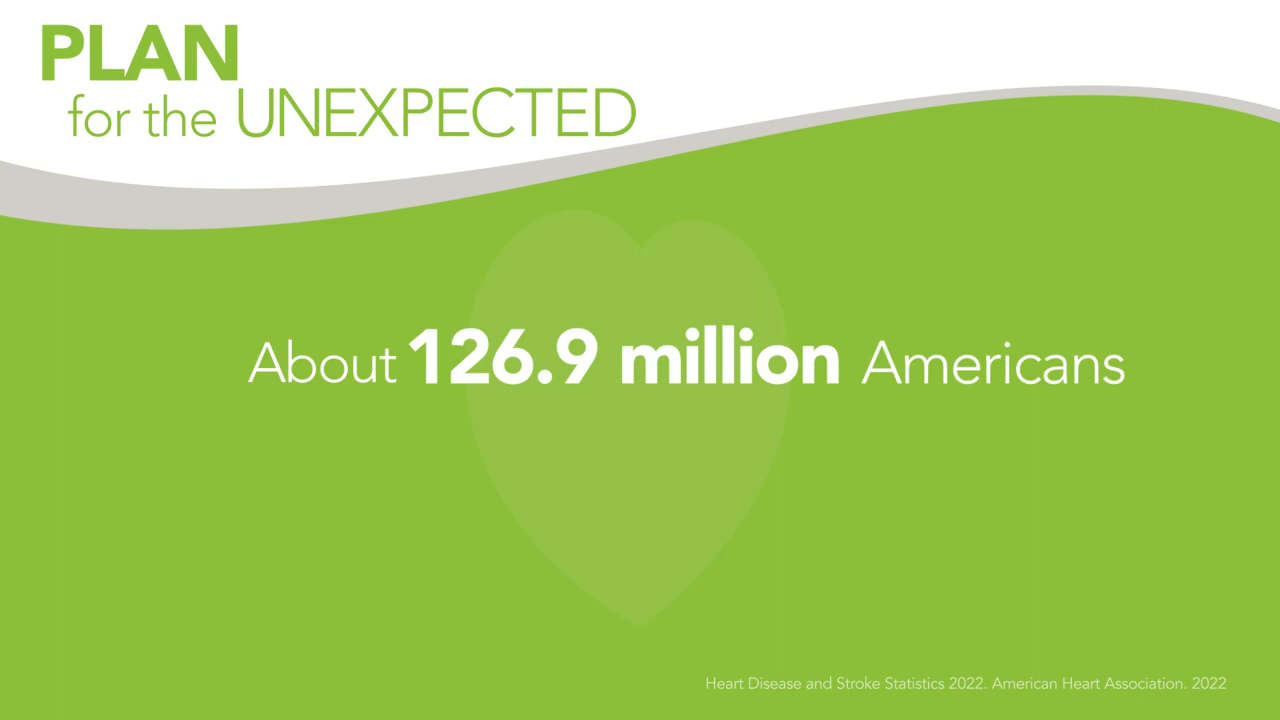 PLAN
for the UNEXPECTED
About 126.9 million Americans
Heart Disease and Stroke Statistics 2022. American Heart Association. 2022